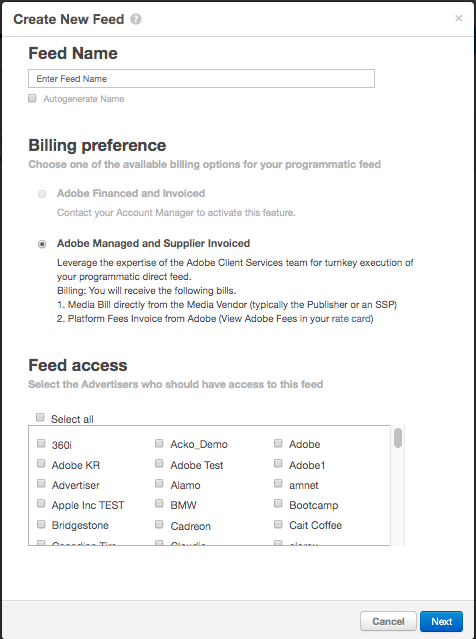 Create New Feed ?
×
Feed Name
Enter Feed Name
Autogenerate Name
Billing preference
Choose one of the available billing options for your programmatic feed
Adobe Financed and Invoiced
Contact your Account Manager to activate this feature.
Adobe Managed and Supplier Invoiced
Leverage the expertise of the Adobe Client Services team for turnkey execution of
your programmatic direct feed.
Billing: You will receive the following bills.
1. Media Bill directly from the Media Vendor (typically the Publisher or an SSP)
2. Platform Fees Invoice from Adobe (View Adobe Fees in your rate card)
Feed access
Select the Advertisers who should have access to this feed
Select all
360i Acko_Demo Adobe
Adobe KR Adobe Test Adobe1
Advertiser Alamo amnet
Apple Inc TEST BMW Bootcamp
Bridgestone Cadreon Cait Coffee
Cancel Next